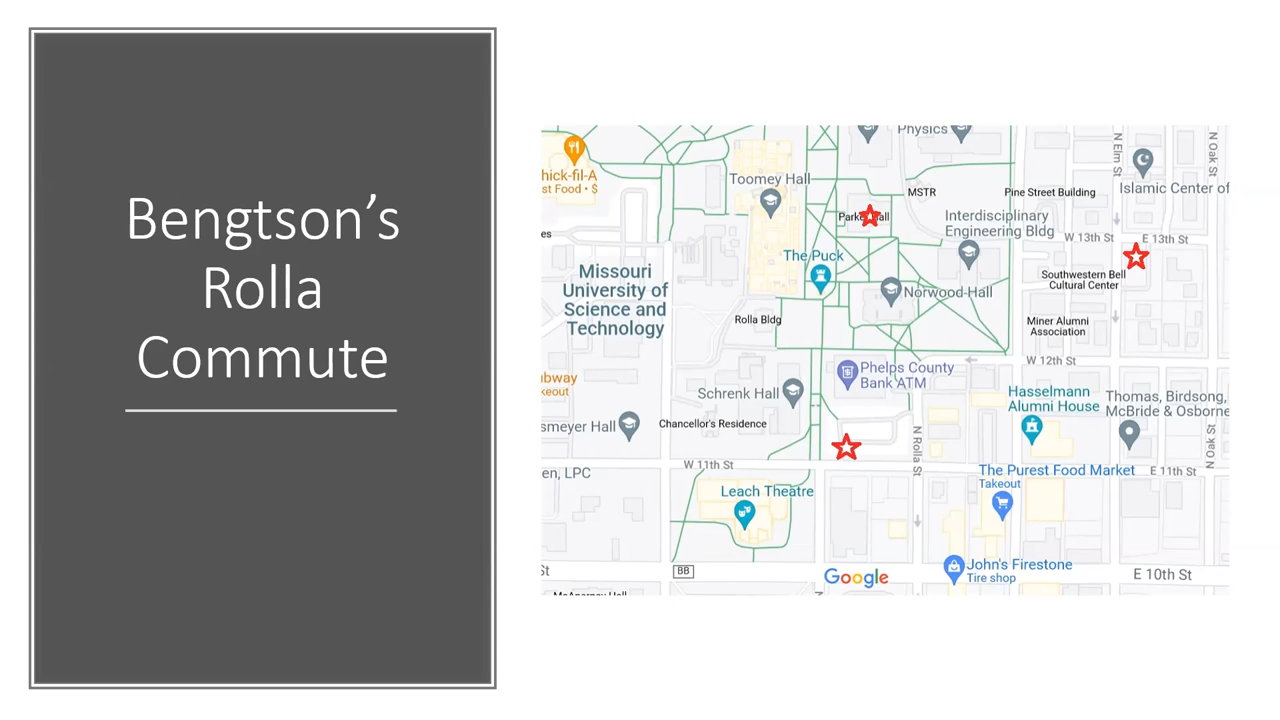 Bengtson's
Rolla
Commute
Physics
hick-fil-A
st Food • $
Toomey Hall
MSTR
Pine Street Building
N Elm St
N Oak St
Islamic Center of
Interdisciplinary
Engineering Bldg
W 13th St
E 13th St
es
The Puck
Missouri
University of
Science and
Technology
Southwestern Bell
Cultural Center
Norwood Hall
Rolla Bldg
Miner Alumni
Association
W 12th St
Phelps County
Bank ATM
ubway
keout
Schrenk Hall
Hasselmann
Alumni House
Thomas, Birdsong,
McBride & Osborne
smeyer Hall
Chancellor's Residence
N Rolla St
N Oak St
W 11th St
E 11th St
en, LPC
The Purest Food Market
Takeout
Leach Theatre
St
BB
Google
John's Firestone
Tire shop
E 10th St
N